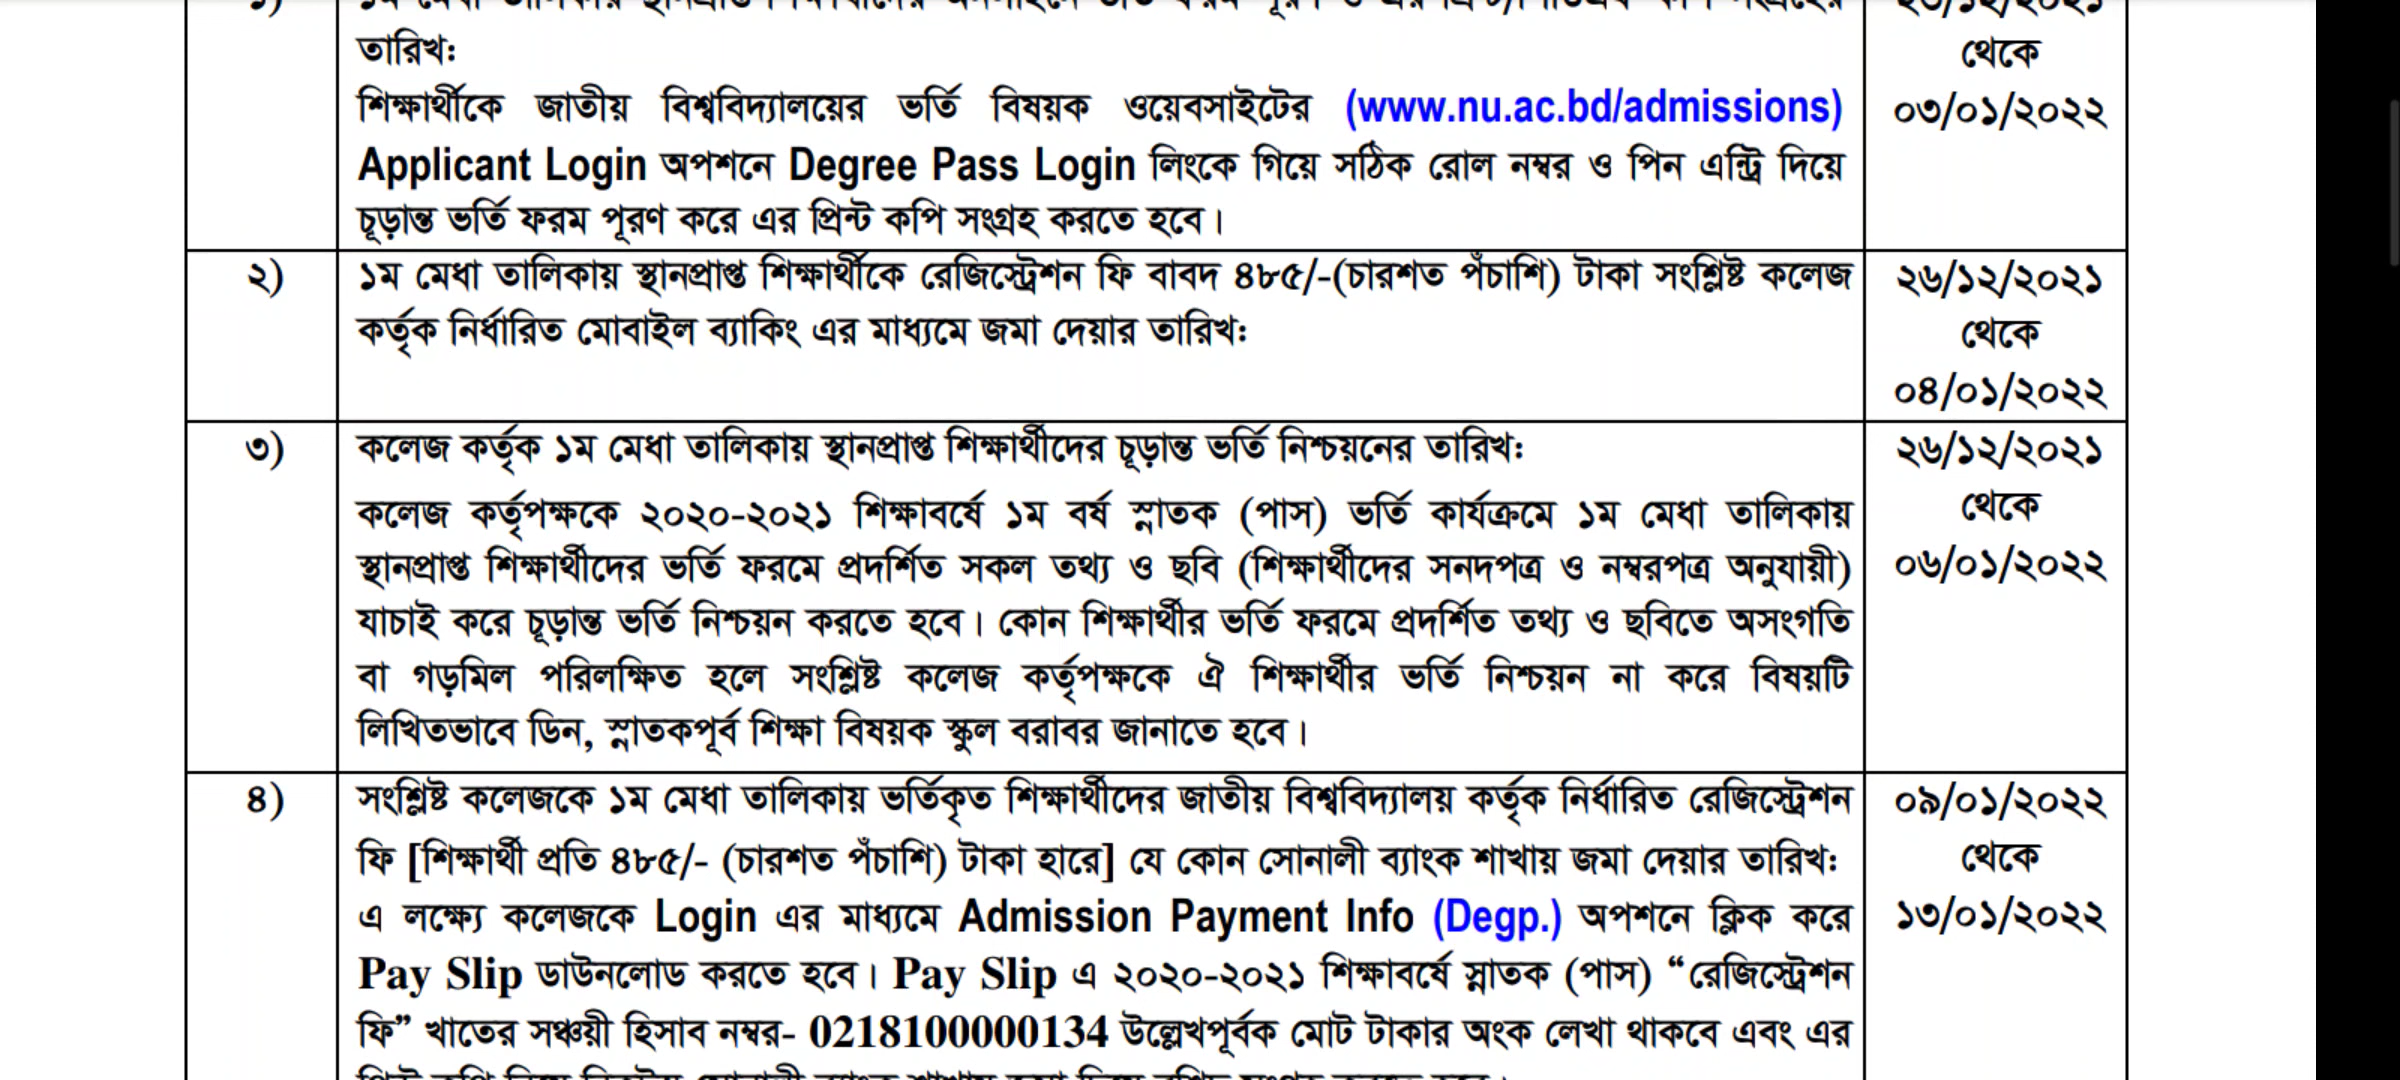 ১)
১ম মেধা তালিকায় স্থানপ্রাপ্ত
তারিখঃ
থেকে
শিক্ষার্থীকে জাতীয় বিশ্ববিদ্যালয়ের ভর্তি বিষয়ক ওয়েবসাইটের (www.nu.ac.bd/admissions)
০৩/০১/২০২২
Applicant Login অপশনে Degree Pass Login লিংকে গিয়ে সঠিক রোল নম্বর ও পিন এন্ট্রি দিয়ে
চূড়ান্ত ভর্তি ফরম পূরণ করে এর প্রিন্ট কপি সংগ্রহ করতে হবে।
২)
১ম মেধা তালিকায় স্থানপ্রাপ্ত শিক্ষার্থীকে রেজিস্ট্রেশন ফি বাবদ ৪৮৫/-(চারশত পঁচাশি) টাকা সংশ্লিষ্ট কলেজ
কর্তৃক নির্ধারিত মোবাইল ব্যাকিং এর মাধ্যমে জমা দেয়ার তারিখঃ
২৬/১২/২০২১
থেকে
০৪/০১/২০২২
৩)
কলেজ কর্তৃক ১ম মেধা তালিকায় স্থানপ্রাপ্ত শিক্ষার্থীদের চূড়ান্ত ভর্তি নিশ্চয়নের তারিখঃ
কলেজ কর্তৃপক্ষকে ২০২০-২০২১ শিক্ষাবর্ষে ১ম বর্ষ স্নাতক (পাস) ভর্তি কার্যক্রমে ১ম মেধা তালিকায়
স্থানপ্রাপ্ত শিক্ষার্থীদের ভর্তি ফরমে প্রদর্শিত সকল তথ্য ও ছবি (শিক্ষার্থীদের সনদপত্র ও নম্বরপত্র অনুযায়ী)
যাচাই করে চূড়ান্ত ভর্তি নিশ্চয়ন করতে হবে। কোন শিক্ষার্থীর ভর্তি ফরমে প্রদর্শিত তথ্য ও ছবিতে অসংগতি
বা গড়মিল পরিলক্ষিত হলে সংশ্লিষ্ট কলেজ কর্তৃপক্ষকে ঐ শিক্ষার্থীর ভর্তি নিশ্চয়ন না করে বিষয়টি
লিখিতভাবে ডিন, স্নাতকপূর্ব শিক্ষা বিষয়ক স্কুল বরাবর জানাতে হবে।
২৬/১২/২০২১
থেকে
০৬/০১/২০২২
৪)
সংশ্লিষ্ট কলেজকে ১ম মেধা তালিকায় ভর্তিকৃত শিক্ষার্থীদের জাতীয় বিশ্ববিদ্যালয় কর্তৃক নির্ধারিত রেজিস্ট্রেশন
ফি [শিক্ষার্থী প্রতি ৪৮৫/- (চারশত পঁচাশি) টাকা হারে] যে কোন সোনালী ব্যাংক শাখায় জমা দেয়ার তারিখঃ
এ লক্ষ্যে কলেজকে Login এর মাধ্যমে Admission Payment Info (Degp.) অপশনে ক্লিক করে
Pay Slip ডাউনলোড করতে হবে। Pay Slip এ ২০২০-২০২১ শিক্ষাবর্ষে স্নাতক (পাস) “রেজিস্ট্রেশন
ফি” খাতের সঞ্চয়ী হিসাব নম্বর- 0218100000134 উল্লেখপূর্বক মোট টাকার অংক লেখা থাকবে এবং এর
০৯/০১/২০২২
থেকে
১৩/০১/২০২২